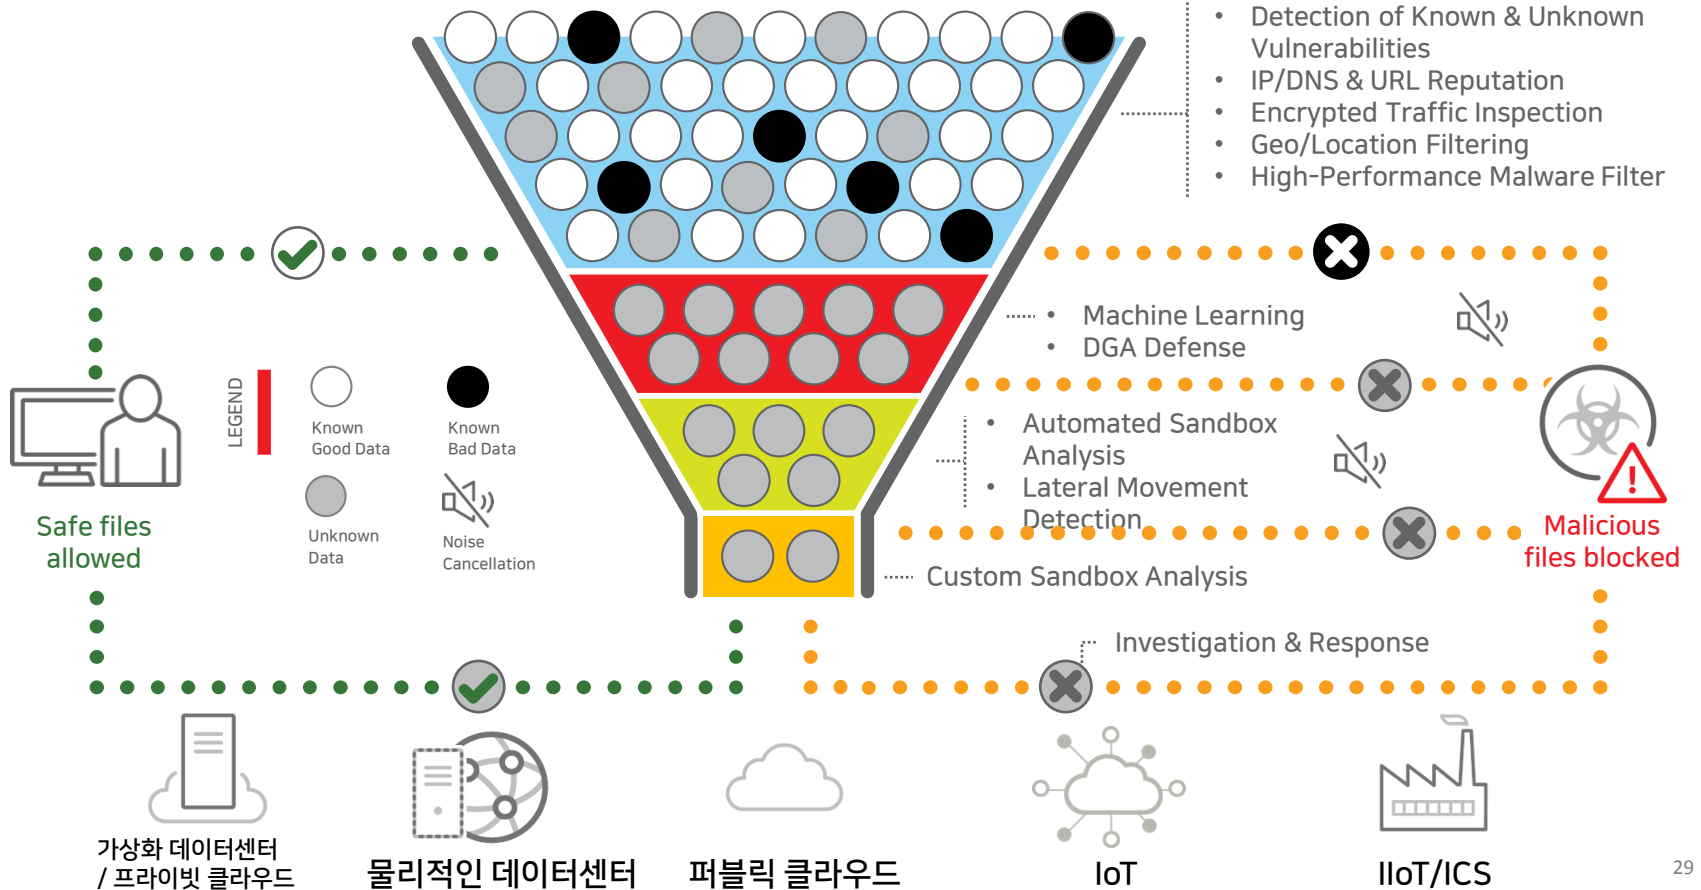 • Detection of Known & Unknown
Vulnerabilities
• IP/DNS & URL Reputation
• Encrypted Traffic Inspection
• Geo/Location Filtering
• High-Performance Malware Filter
• Machine Learning
• DGA Defense
• Automated Sandbox
Analysis
• Lateral Movement
Detection
Custom Sandbox Analysis
Investigation & Response
LEGEND
Known
Good Data
Known
Bad Data
Unknown
Data
Noise
Cancellation
Safe files
allowed
Malicious
files blocked
가상화 데이터센터
/ 프라이빗 클라우드
물리적인 데이터센터
퍼블릭 클라우드
IoT
IIoT/ICS
29